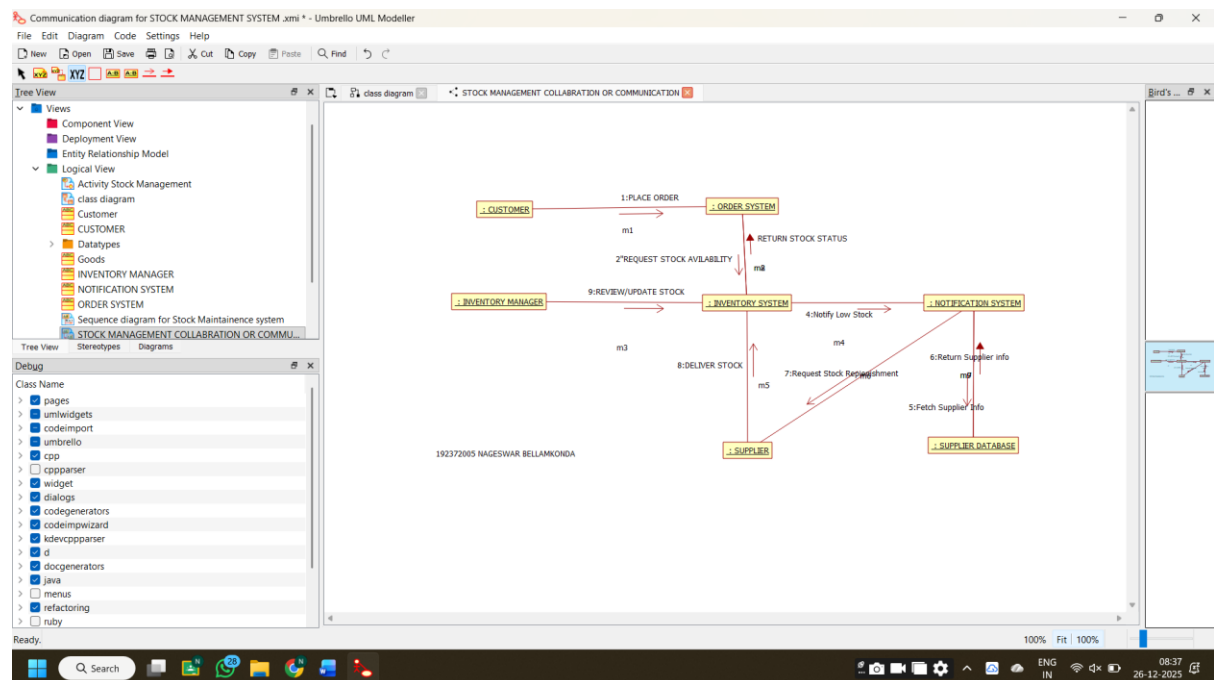 Communication diagram for STOCK MANAGEMENT SYSTEM .xmi * - Umbrello UML Modeller
File Edit Diagram Code Settings Help
New Open Save Cut Copy Paste Find
XYZ XYZ A:B A:B
Tree View
class diagram STOCK MANAGEMENT COLLABRATION OR COMMUNICATION
Bird's ...
Views
Component View
Deployment View
Entity Relationship Model
Logical View
Activity Stock Management
class diagram
Customer
CUSTOMER
Datatypes
Goods
INVENTORY MANAGER
NOTIFICATION SYSTEM
ORDER SYSTEM
Sequence diagram for Stock Maintainence system
STOCK MANAGEMENT COLLABRATION OR COMMU...
Tree View Stereotypes Diagrams
Debug
Class Name
pages
umlwidgets
codeimport
umbrello
cpp
cppparser
widget
dialogs
codegenerators
codeimpwizard
kdevcppparser
d
docgenerators
java
menus
refactoring
ruby
1:PLACE ORDER
: CUSTOMER
: ORDER SYSTEM
m1
RETURN STOCK STATUS
2"REQUEST STOCK AVILABILITY
9:REVIEW/UPDATE STOCK
: INVENTORY MANAGER
: INVENTORY SYSTEM
: NOTIFICATION SYSTEM
4:Notify Low Stock
m3
m4
8:DELIVER STOCK
6:Return Supplier info
7:Request Stock Replenishment
m5
5:Fetch Supplier Info
: SUPPLIER
: SUPPLIER DATABASE
192372005 NAGESWAR BELLAMKONDA
Ready.
100% Fit 100%
Search
28
ENG
IN
08:37
26-12-2025